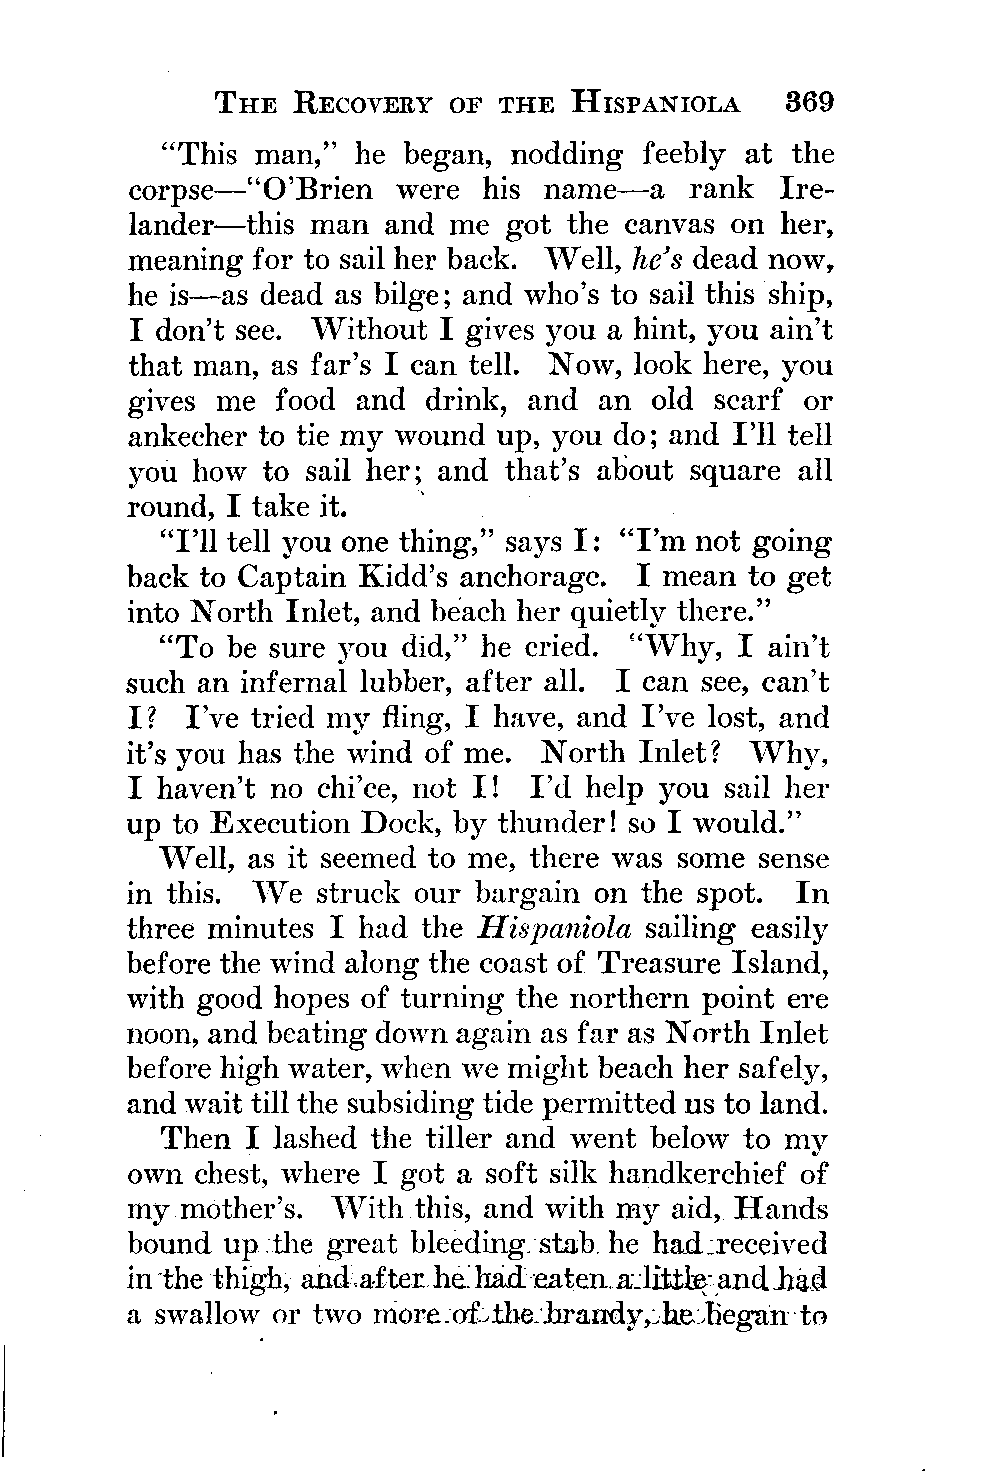 THE RECOVERY OF THE HISPANIOLA 369
“This man,” he began, nodding feebly at the
corpse—“O’Brien were his name—a rank Ire-
lander—this man and me got the canvas on her,
meaning for to sail her back. Well, he’s dead now,
he is—as dead as bilge; and who’s to sail this ship,
I don’t see. Without I gives you a hint, you ain’t
that man, as far’s I can tell. Now, look here, you
gives me food and drink, and an old scarf or
ankecher to tie my wound up, you do; and I’ll tell
you how to sail her; and that’s about square all
round, I take it.
“I’ll tell you one thing,” says I: “I’m not going
back to Captain Kidd’s anchorage. I mean to get
into North Inlet, and beach her quietly there.”
“To be sure you did,” he cried. “Why, I ain’t
such an infernal lubber, after all. I can see, can’t
I? I’ve tried my fling, I have, and I’ve lost, and
it’s you has the wind of me. North Inlet? Why,
I haven’t no ch’ice, not I! I’d help you sail her
up to Execution Dock, by thunder! so I would.”
Well, as it seemed to me, there was some sense
in this. We struck our bargain on the spot. In
three minutes I had the Hispaniola sailing easily
before the wind along the coast of Treasure Island,
with good hopes of turning the northern point ere
noon, and beating down again as far as North Inlet
before high water, when we might beach her safely,
and wait till the subsiding tide permitted us to land.
Then I lashed the tiller and went below to my
own chest, where I got a soft silk handkerchief of
my mother’s. With this, and with my aid, Hands
bound up the great bleeding stab he had received
in the thigh, and after he had eaten a little and had
a swallow or two more of the brandy, he began to